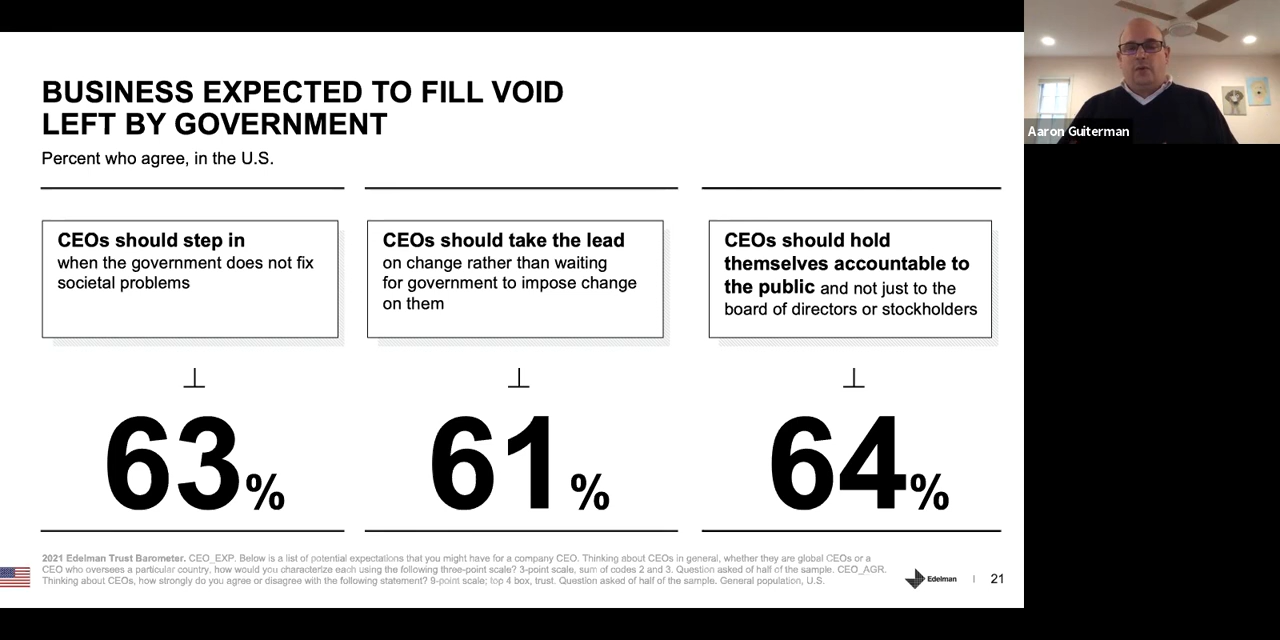 BUSINESS EXPECTED TO FILL VOID
LEFT BY GOVERNMENT
Percent who agree, in the U.S.
CEOs should step in
when the government does not fix
societal problems
63%
CEOs should take the lead
on change rather than waiting
for government to impose change
on them
61%
CEOs should hold
themselves accountable to
the public and not just to the
board of directors or stockholders
64%
2021 Edelman Trust Barometer. CEO_EXP. Below is a list of potential expectations that you might have for a company CEO. Thinking about CEOs in general, whether they are global CEOs or a
CEO who oversees a particular country, how would you characterize each using the following three-point scale? 3-point scale, sum of codes 2 and 3. Question asked of half of the sample. CEO_AGR.
Thinking about CEOs, how strongly do you agree or disagree with the following statement? 9-point scale; top 4 box, trust. Question asked of half of the sample. General population, U.S.
Edelman | 21
Aaron Guiterman